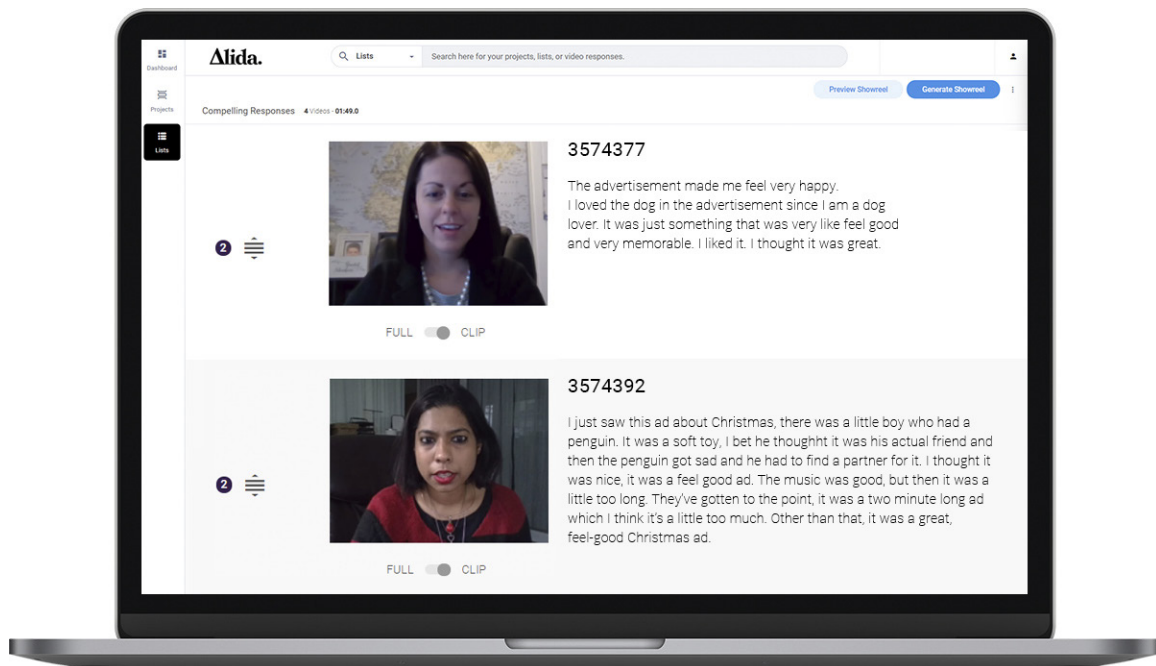 Dashboard
Projects
Lists
Alida.
Lists
Search here for your projects, lists, or video responses.
Preview Showreel
Generate Showreel
Compelling Responses 4 Videos - 01:49.0
2
3574377
The advertisement made me feel very happy.
I loved the dog in the advertisement since I am a dog
lover. It was just something that was very like feel good
and very memorable. I liked it. I thought it was great.
FULL CLIP
2
3574392
I just saw this ad about Christmas, there was a little boy who had a
penguin. It was a soft toy, I bet he thoughht it was his actual friend and
then the penguin got sad and he had to find a partner for it. I thought it
was nice, it was a feel good ad. The music was good, but then it was a
little too long. They've gotten to the point, it was a two minute long ad
which I think it's a little too much. Other than that, it was a great,
feel-good Christmas ad.
FULL CLIP